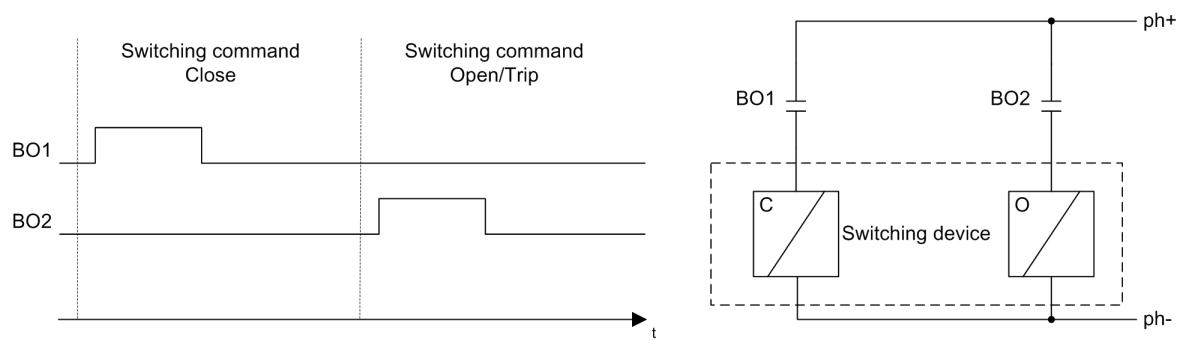 Switching command
Close
Switching command
Open/Trip
BO1
BO2
t
ph+
BO1
BO2
C
O
Switching device
ph-